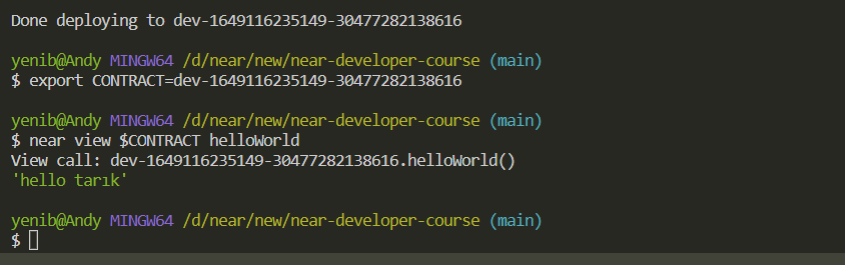 Done deploying to dev-1649116235149-30477282138616
yenib@Andy MINGW64 /d/near/new/near-developer-course (main)
$ export CONTRACT=dev-1649116235149-30477282138616
yenib@Andy MINGW64 /d/near/new/near-developer-course (main)
$ near view $CONTRACT helloWorld
View call: dev-1649116235149-30477282138616.helloWorld()
'hello tarık'
yenib@Andy MINGW64 /d/near/new/near-developer-course (main)
$